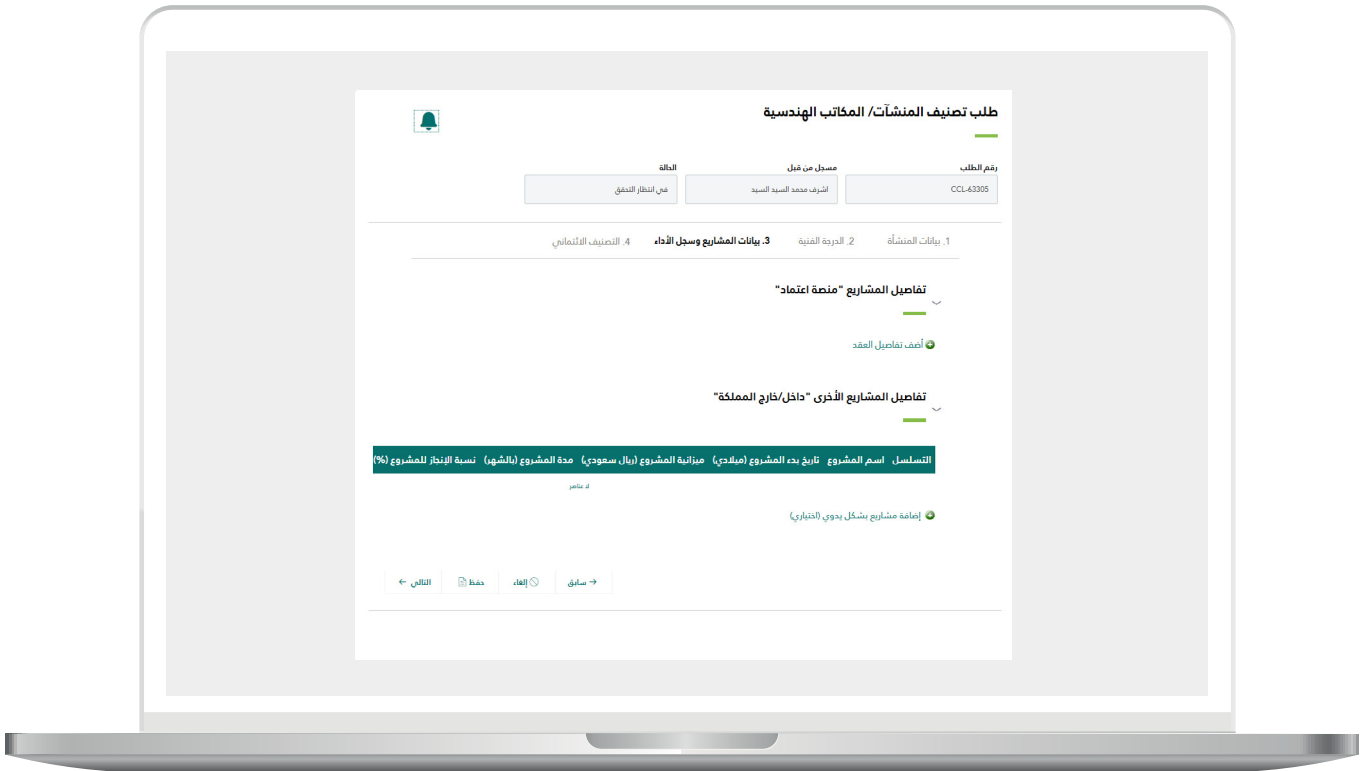 طلب تصنيف المنشآت/ المكاتب الهندسية
رقم الطلب مسجل من قبل الحالة
CCL-63305 اشرف محمد السيد السيد في انتظار التحقق
1. بيانات المنشأة 2. الدرجة الفنية 3. بيانات المشاريع وسجل الأداء 4. التصنيف الائتماني
تفاصيل المشاريع "منصة اعتماد"
أضف تفاصيل العقد
تفاصيل المشاريع الأخرى "داخل/خارج المملكة"
التسلسل اسم المشروع تاريخ بدء المشروع (ميلادي) ميزانية المشروع (ريال سعودي) مدة المشروع (بالشهر) نسبة الإنجاز للمشروع (%)
لا عناصر
إضافة مشاريع بشكل يدوي (اختياري)
سابق إلغاء حفظ التالي